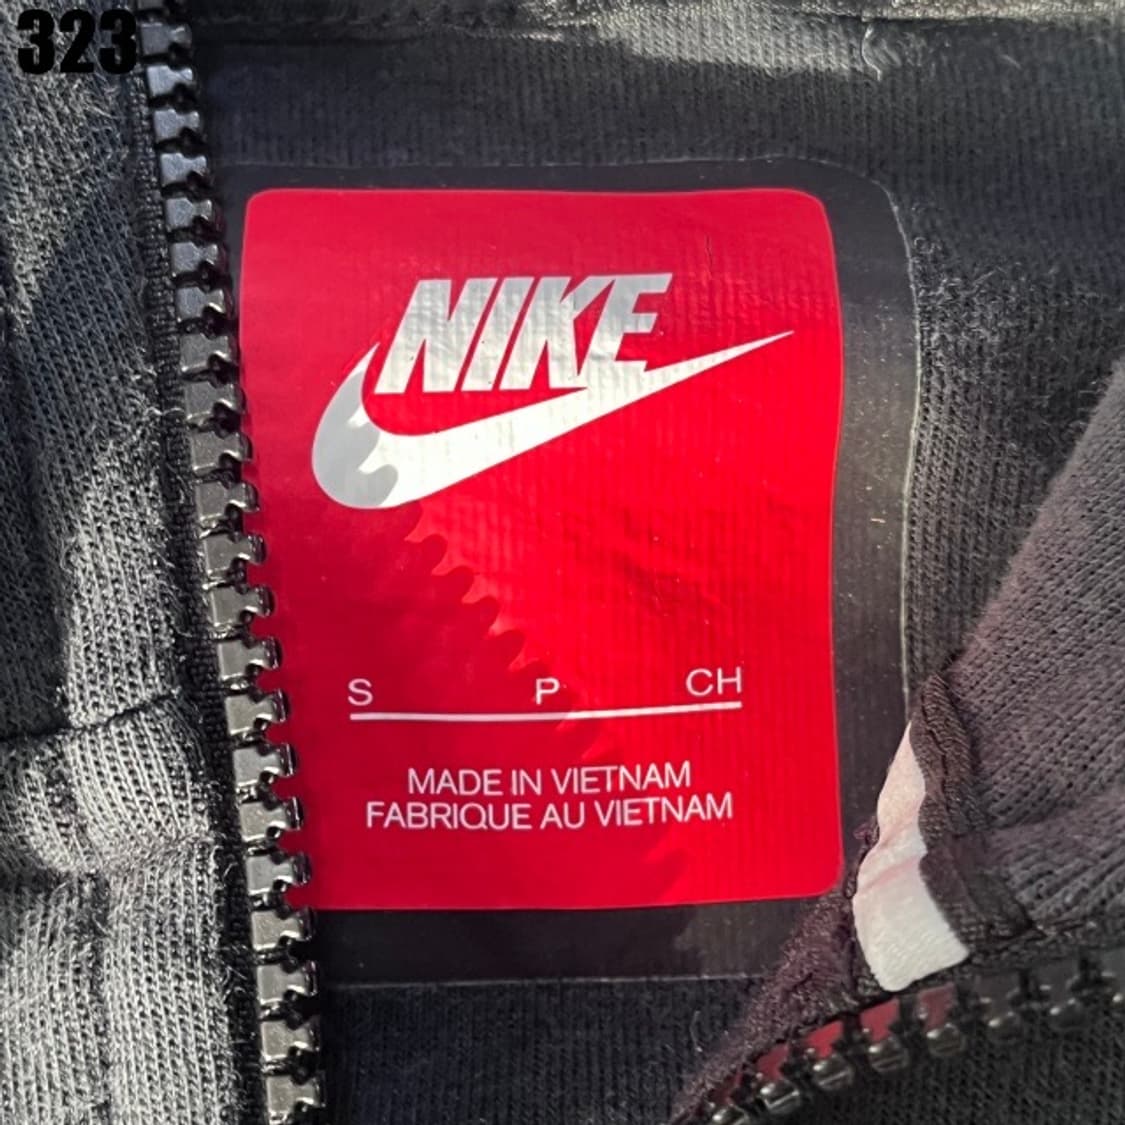 323
NIKE
S P CH
MADE IN VIETNAM
FABRIQUE AU VIETNAM